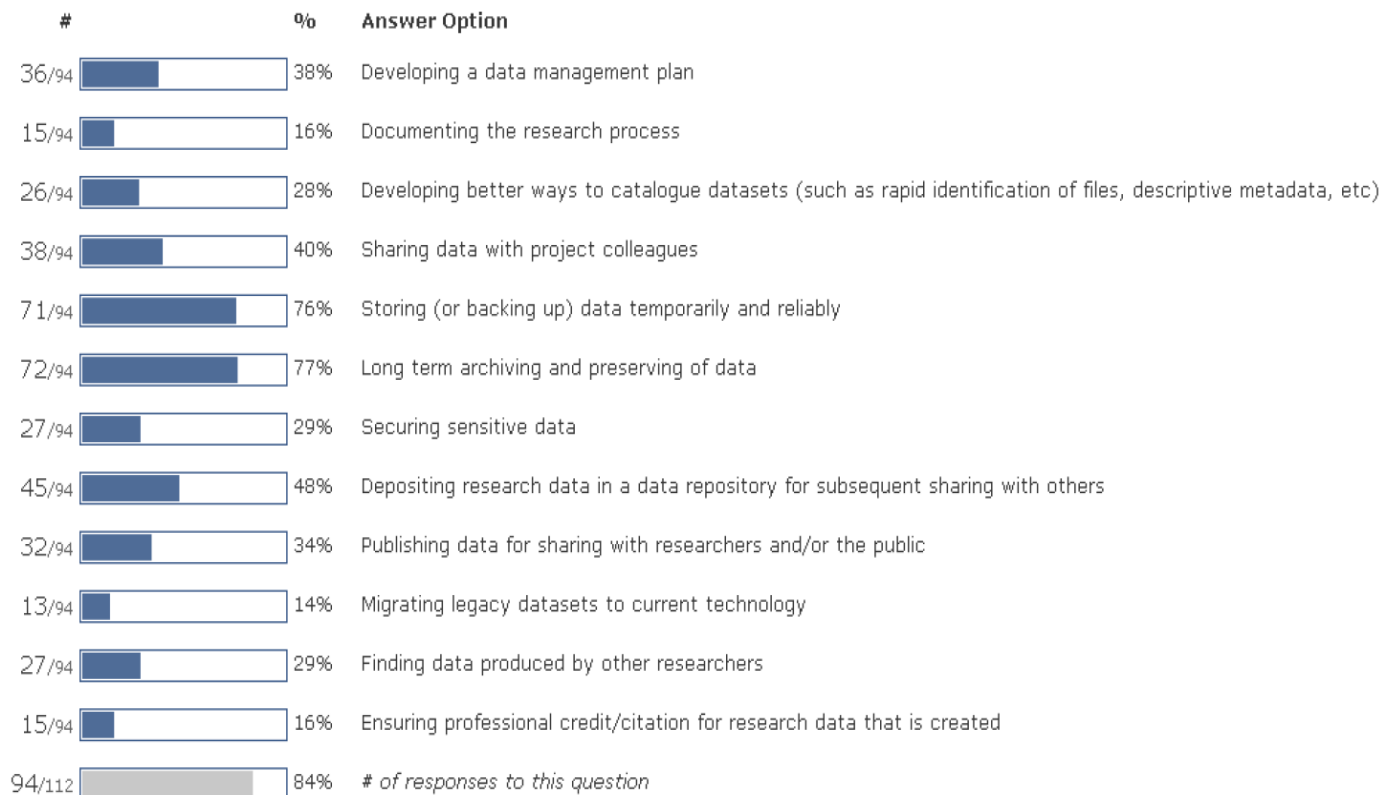 # % Answer Option
36/94 38% Developing a data management plan
15/94 16% Documenting the research process
26/94 28% Developing better ways to catalogue datasets (such as rapid identification of files, descriptive metadata, etc)
38/94 40% Sharing data with project colleagues
71/94 76% Storing (or backing up) data temporarily and reliably
72/94 77% Long term archiving and preserving of data
27/94 29% Securing sensitive data
45/94 48% Depositing research data in a data repository for subsequent sharing with others
32/94 34% Publishing data for sharing with researchers and/or the public
13/94 14% Migrating legacy datasets to current technology
27/94 29% Finding data produced by other researchers
15/94 16% Ensuring professional credit/citation for research data that is created
94/112 84% # of responses to this question